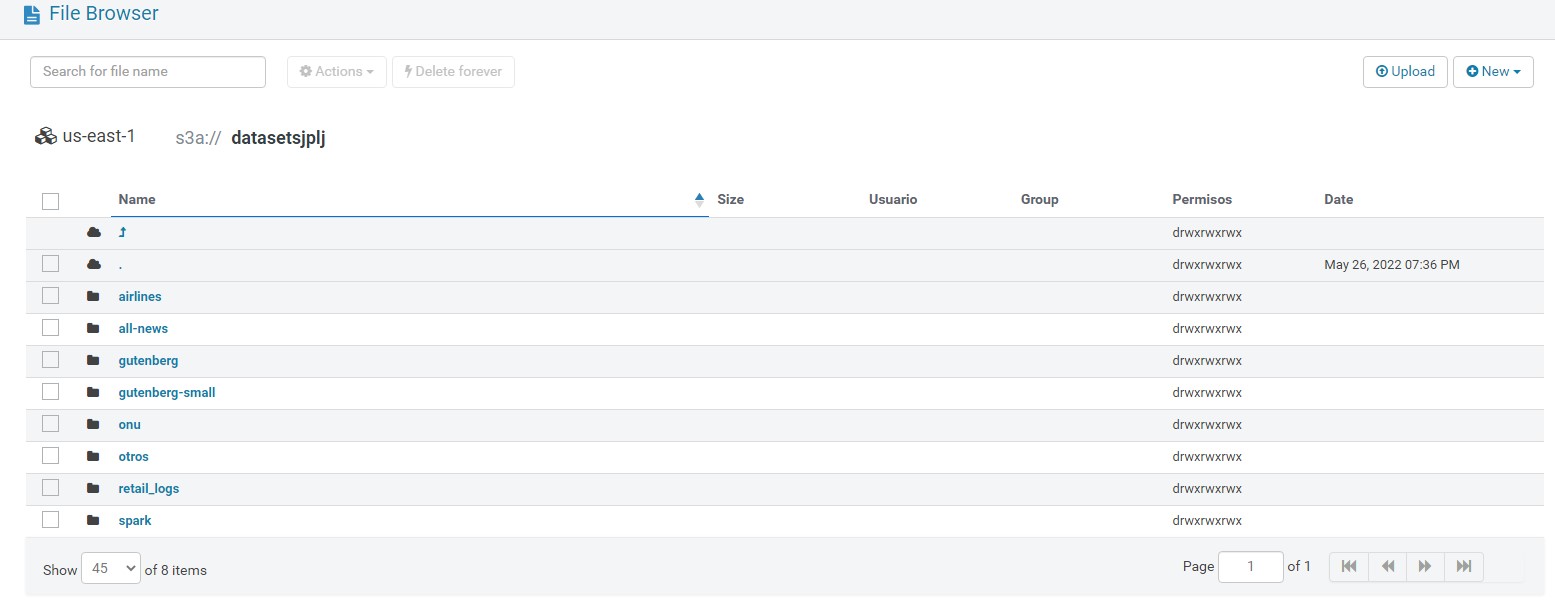 File Browser
Search for file name Actions Delete forever Upload New
us-east-1 s3a:// datasetsjplj
Name Size Usuario Group Permisos Date
drwxrwxrwx
. drwxrwxrwx May 26, 2022 07:36 PM
airlines drwxrwxrwx
all-news drwxrwxrwx
gutenberg drwxrwxrwx
gutenberg-small drwxrwxrwx
onu drwxrwxrwx
otros drwxrwxrwx
retail_logs drwxrwxrwx
spark drwxrwxrwx
Show 45 of 8 items Page 1 of 1